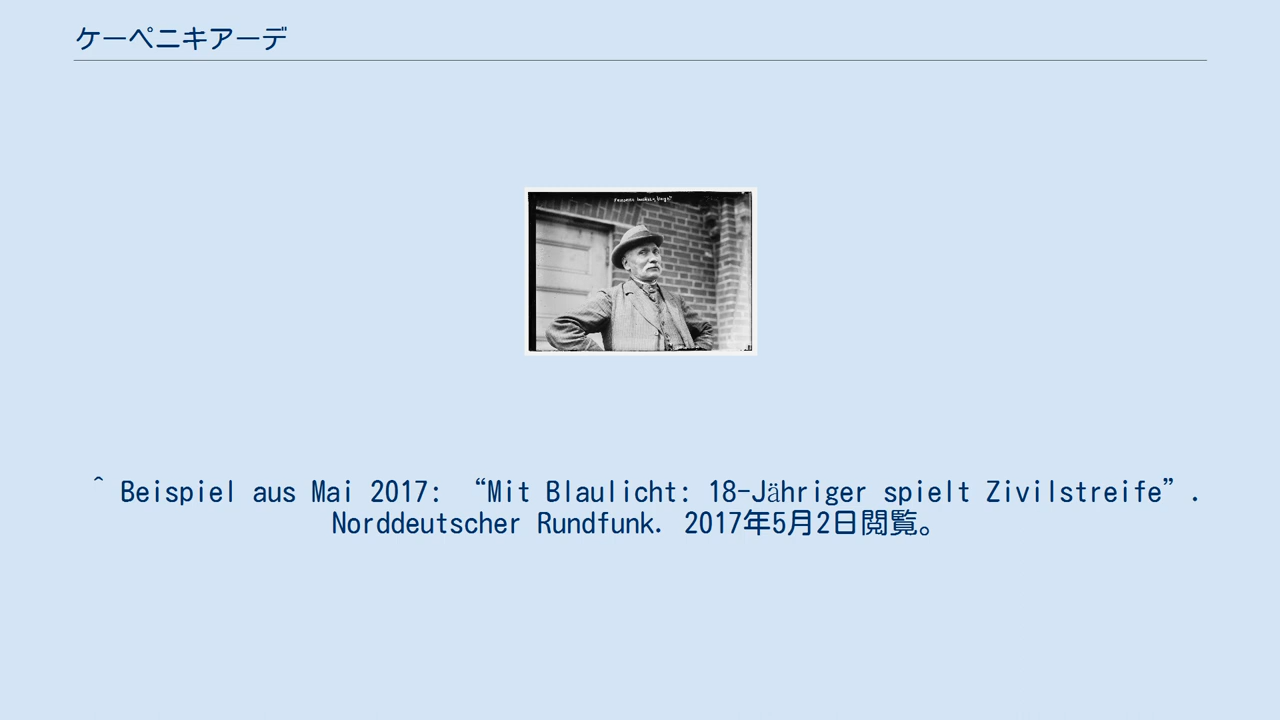 ケーペニキアーデ
^ Beispiel aus Mai 2017: “Mit Blaulicht: 18-Jähriger spielt Zivilstreife”.
Norddeutscher Rundfunk. 2017年5月2日閲覧。